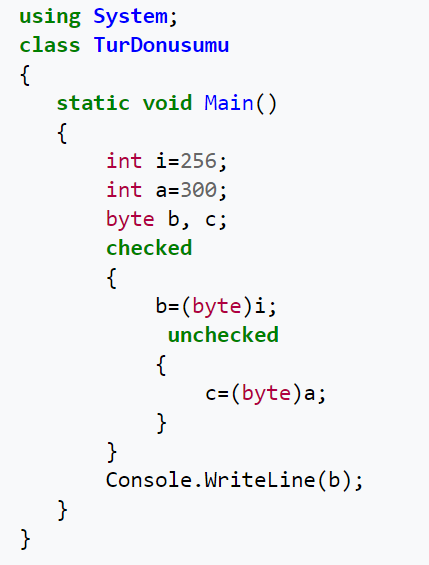 using System;
class TurDonusumu
{
   static void Main()
   {
       int i=256;
       int a=300;
       byte b, c;
       checked
       {
           b=(byte)i;
            unchecked
           {
               c=(byte)a;
           }
       }
       Console.WriteLine(b);
   }
}